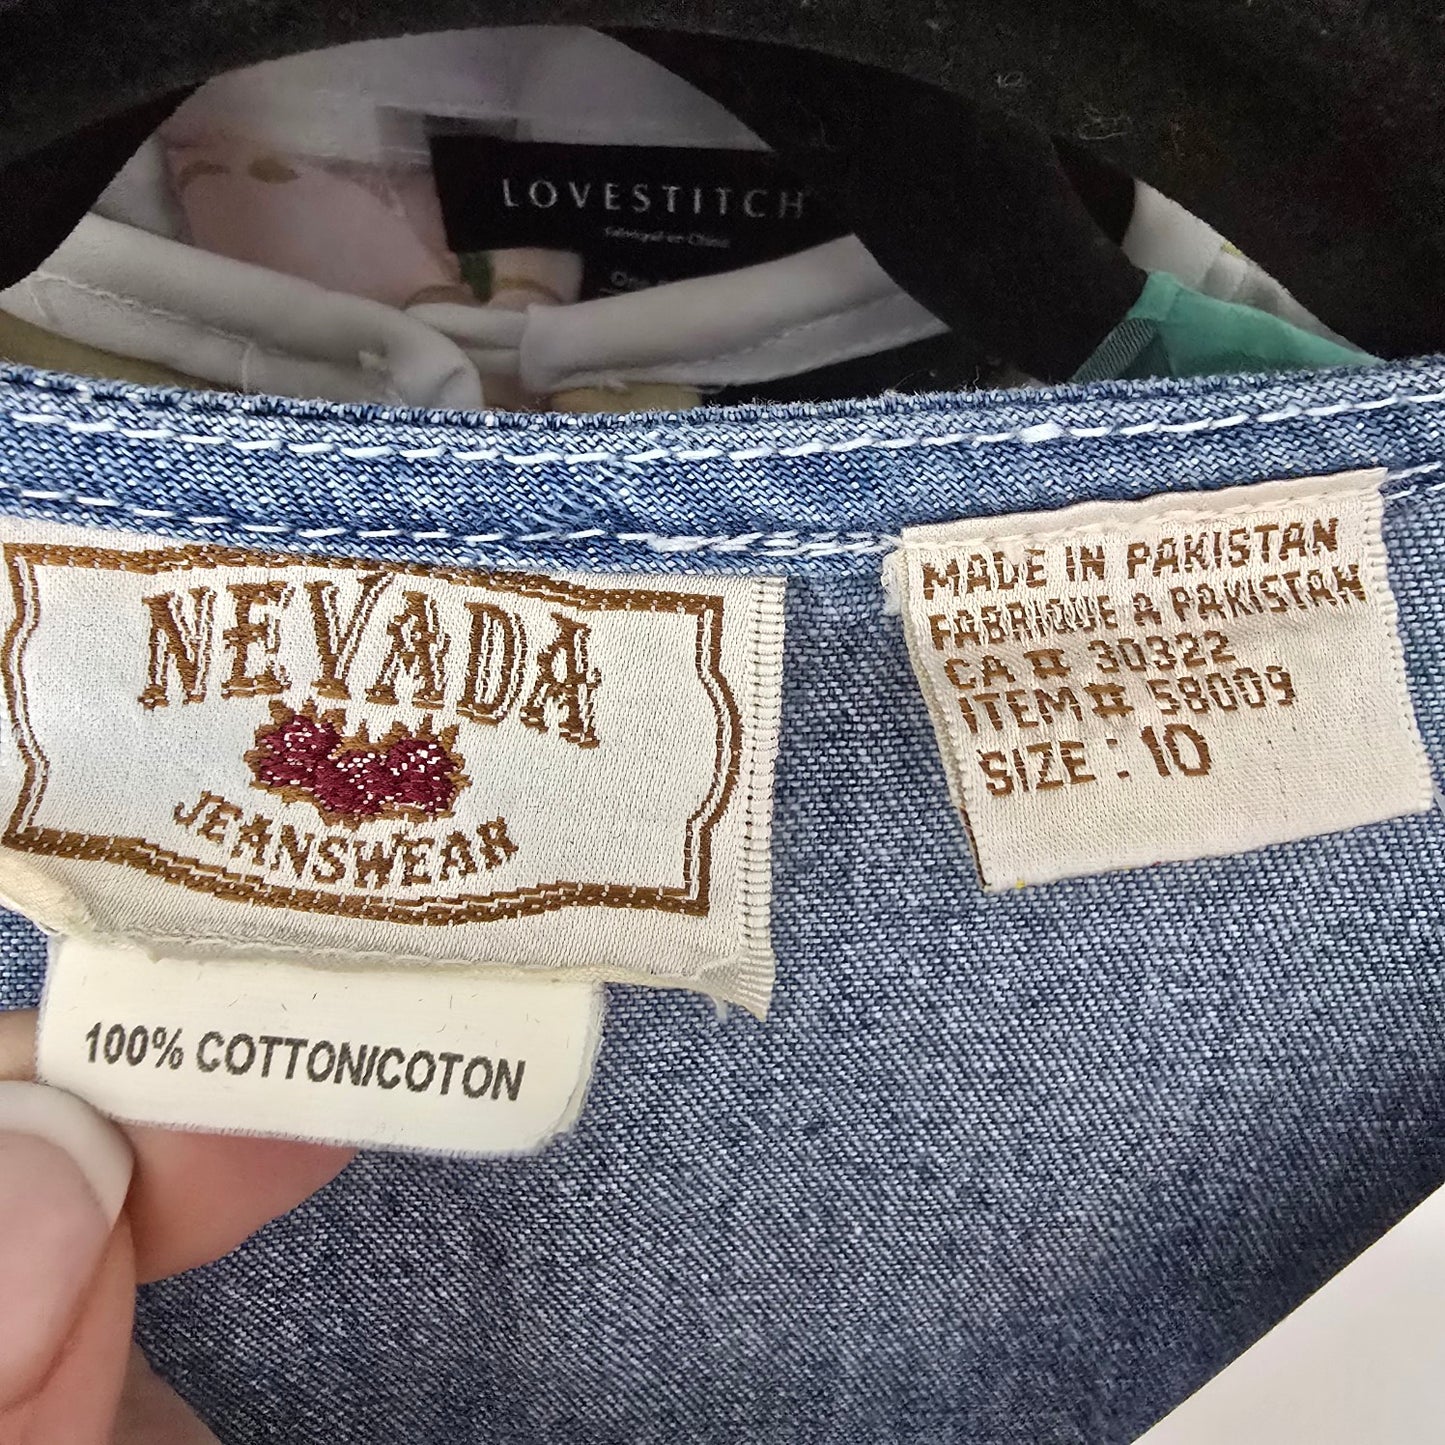 LOVESTITCH
NEVADA
JEANSWEAR
100% COTTON/COTON
MADE IN PAKISTAN
FABRIQUE A PAKISTAN
CA # 30322
ITEM # 58009
SIZE : 10